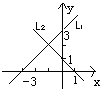 L₂ y L₁
3
1
-3 1 x